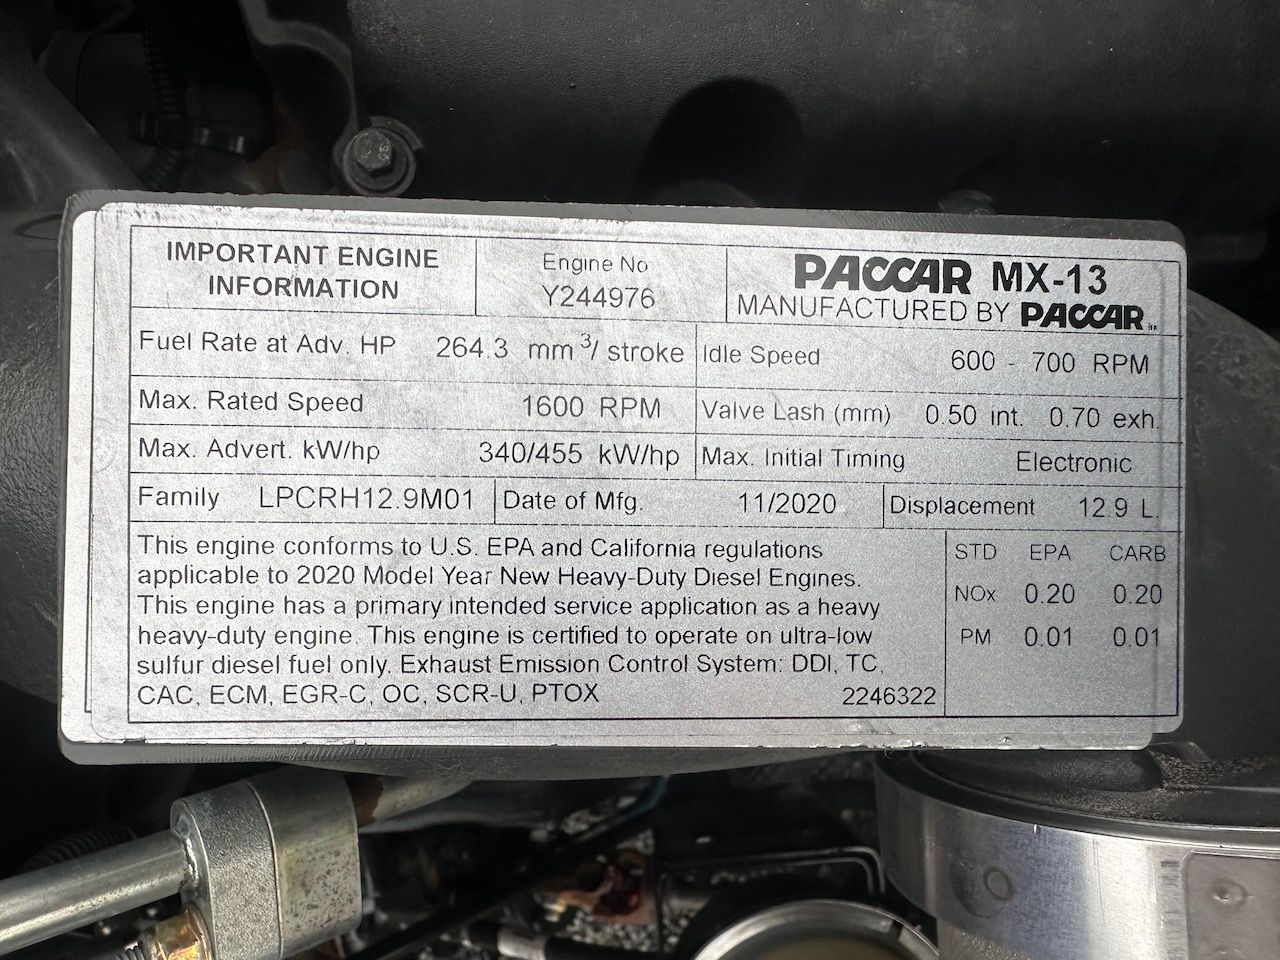 IMPORTANT ENGINE
INFORMATION
Engine No
Y244976
PACCAR MX-13
MANUFACTURED BY PACCAR
Fuel Rate at Adv. HP 264.3 mm³/ stroke
Idle Speed 600 - 700 RPM
Max. Rated Speed 1600 RPM
Valve Lash (mm) 0.50 int. 0.70 exh.
Max. Advert. kW/hp 340/455 kW/hp
Max. Initial Timing Electronic
Family LPCRH12.9M01
Date of Mfg. 11/2020
Displacement 12.9 L.
This engine conforms to U.S. EPA and California regulations
applicable to 2020 Model Year New Heavy-Duty Diesel Engines.
This engine has a primary intended service application as a heavy
heavy-duty engine. This engine is certified to operate on ultra-low
sulfur diesel fuel only. Exhaust Emission Control System: DDI, TC,
CAC, ECM, EGR-C, OC, SCR-U, PTOX 2246322
STD EPA CARB
NOx 0.20 0.20
PM 0.01 0.01